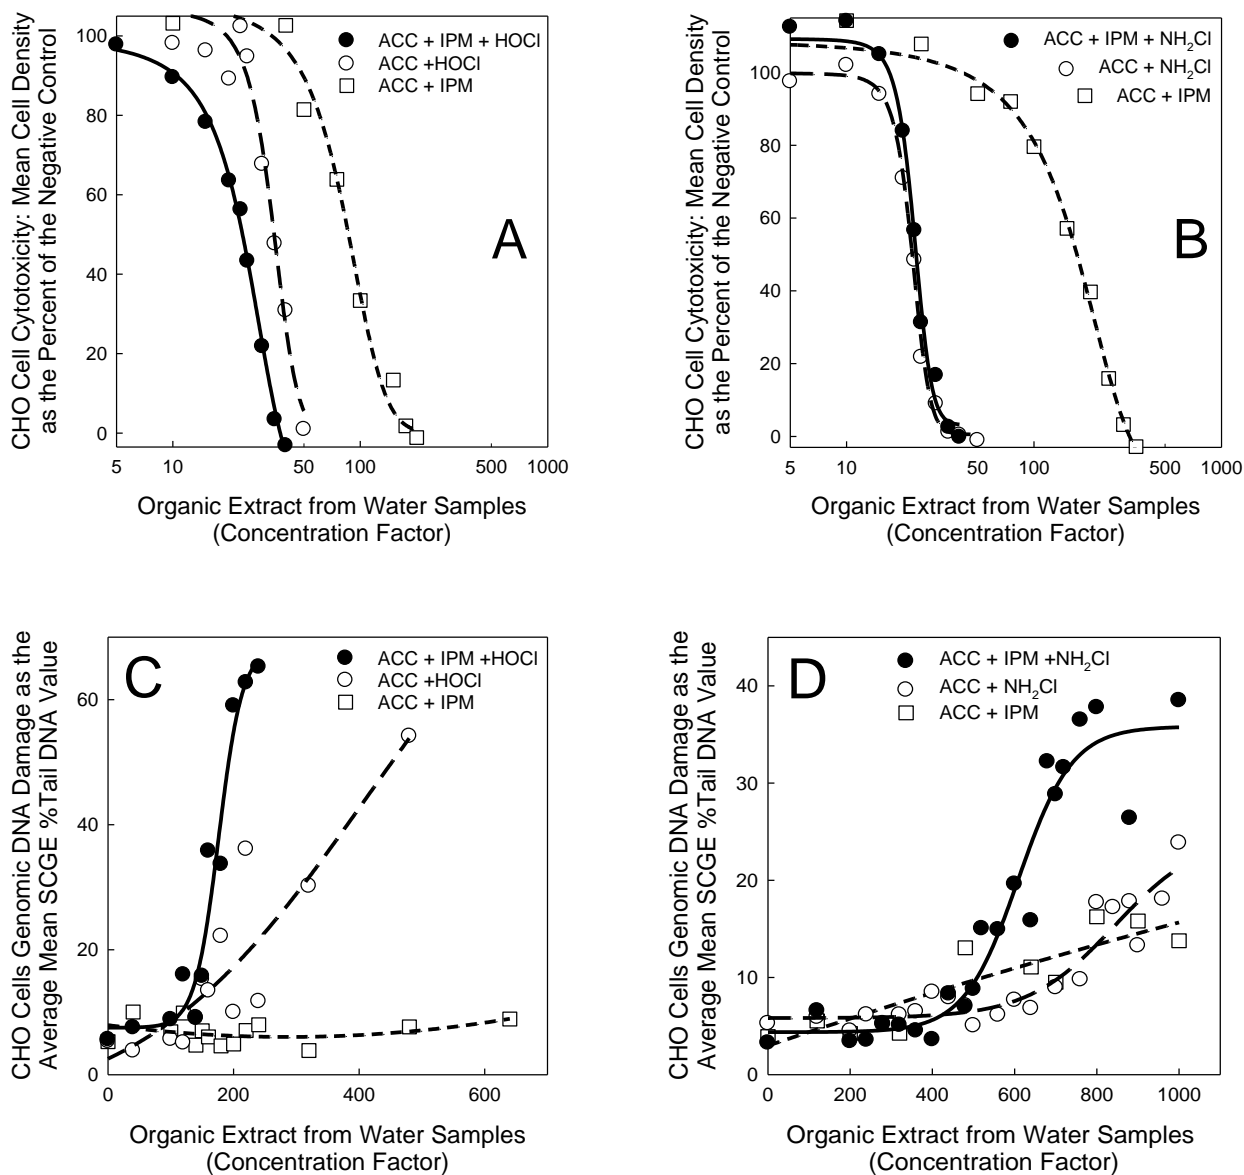 CHO Cell Cytotoxicity: Mean Cell Density
as the Percent of the Negative Control
100
80
60
40
20
0
5
10
50
100
500
1000
ACC + IPM + HOCl
ACC +HOCl
ACC + IPM
A
Organic Extract from Water Samples
(Concentration Factor)
CHO Cell Cytotoxicity: Mean Cell Density
as the Percent of the Negative Control
100
80
60
40
20
0
5
10
50
100
500
1000
ACC + IPM + NH₂Cl
ACC + NH₂Cl
ACC + IPM
B
Organic Extract from Water Samples
(Concentration Factor)
CHO Cells Genomic DNA Damage as the
Average Mean SCGE %Tail DNA Value
60
40
20
0
0
200
400
600
C
ACC + IPM +HOCl
ACC +HOCl
ACC + IPM
Organic Extract from Water Samples
(Concentration Factor)
CHO Cells Genomic DNA Damage as the
Average Mean SCGE %Tail DNA Value
40
30
20
10
0
0
200
400
600
800
1000
D
ACC + IPM +NH₂Cl
ACC + NH₂Cl
ACC + IPM
Organic Extract from Water Samples
(Concentration Factor)